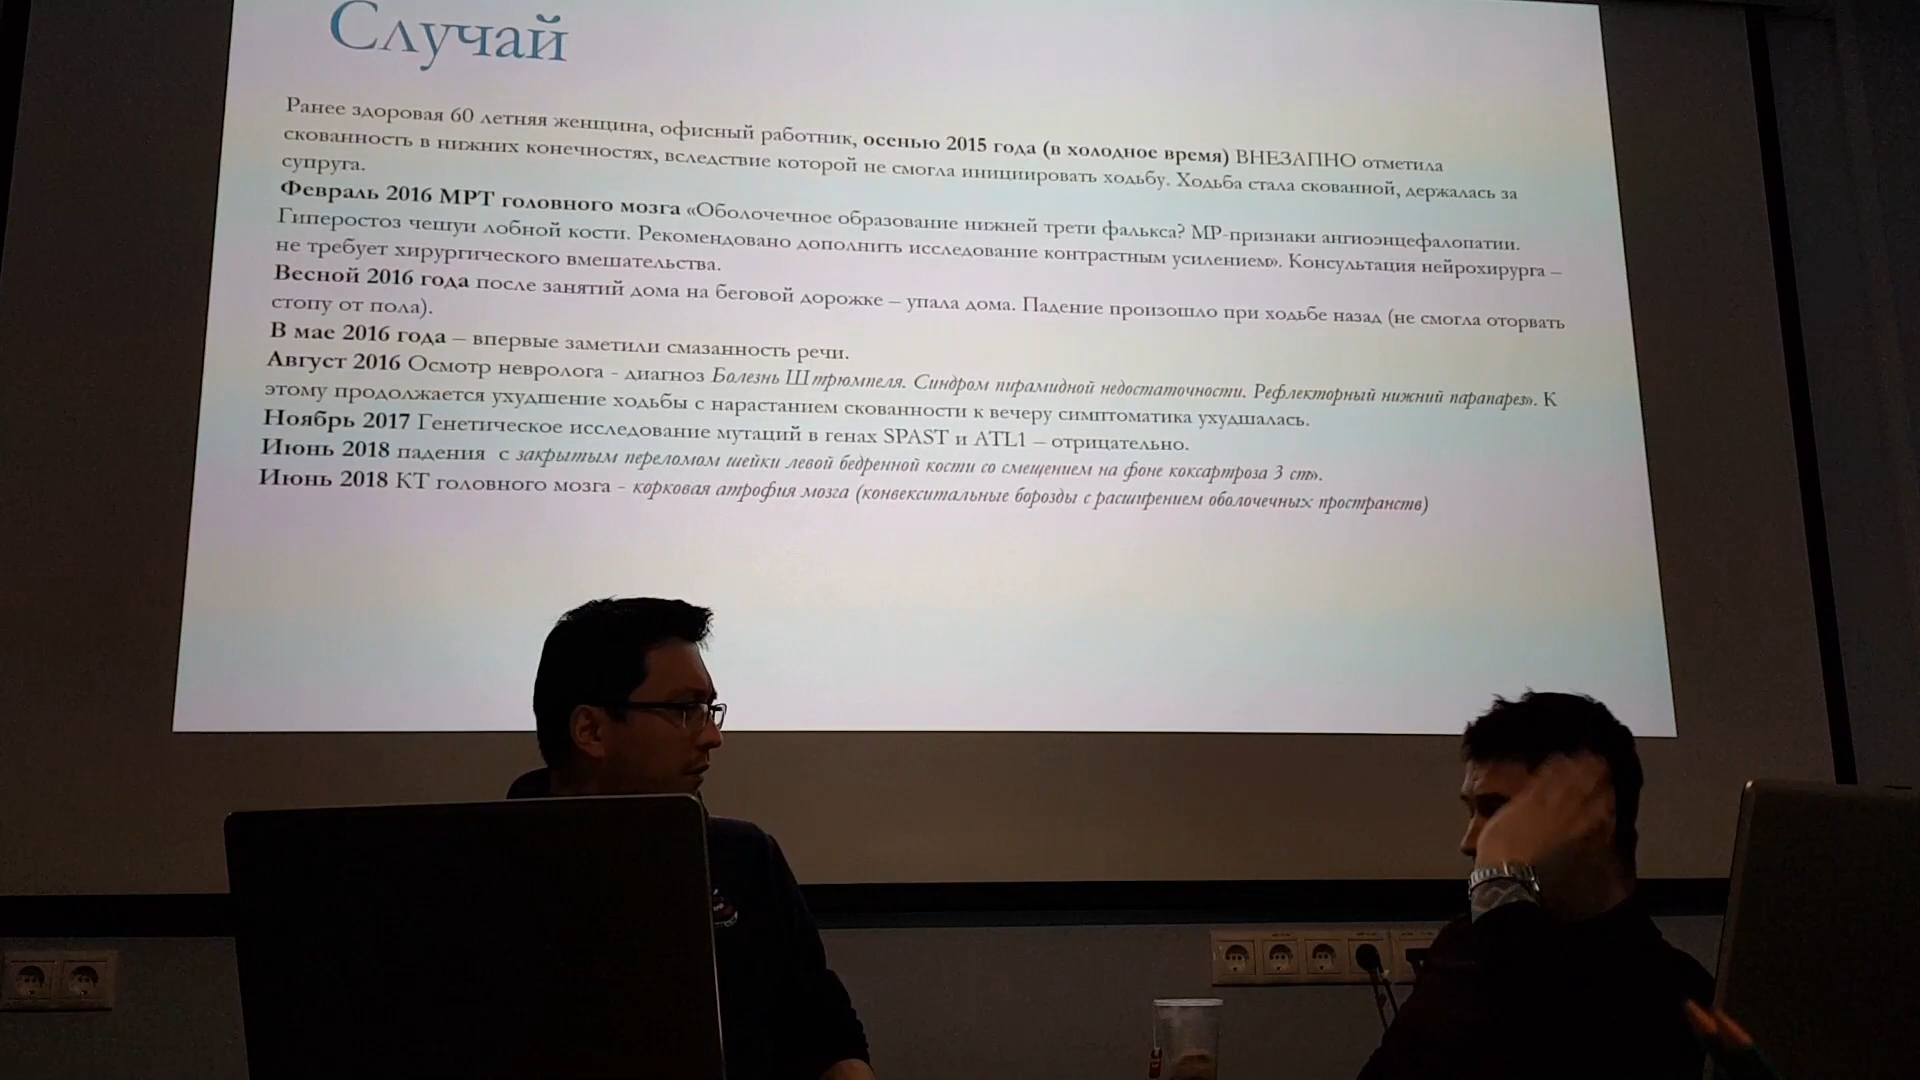 Случай
Ранее здоровая 60 летняя женщина, офисный работник, осенью 2015 года (в холодное время) ВНЕЗАПНО отметила
скованность в нижних конечностях, вследствие которой не смогла инициировать ходьбу. Ходьба стала скованной, держалась за
супруга.
Февраль 2016 МРТ головного мозга «Оболочечное образование нижней трети фалькса? МР-признаки ангиоэнцефалопатии.
Гиперостоз чешуи лобной кости. Рекомендовано дополнить исследование контрастным усилением». Консультация нейрохирурга –
не требует хирургического вмешательства.
Весной 2016 года после занятий дома на беговой дорожке – упала дома. Падение произошло при ходьбе назад (не смогла оторвать
стопу от пола).
В мае 2016 года – впервые заметили смазанность речи.
Август 2016 Осмотр невролога - диагноз Болезнь Штрюмпеля. Синдром пирамидной недостаточности. Рефлекторный нижний парапарез». К
этому продолжается ухудшение ходьбы с нарастанием скованности к вечеру симптоматика ухудшалась.
Ноябрь 2017 Генетическое исследование мутаций в генах SPAST и ATL1 – отрицательно.
Июнь 2018 падения с закрытым переломом шейки левой бедренной кости со смещением на фоне коксартроза 3 ст».
Июнь 2018 КТ головного мозга - корковая атрофия мозга (конвекситальные борозды с расширением оболочечных пространств)